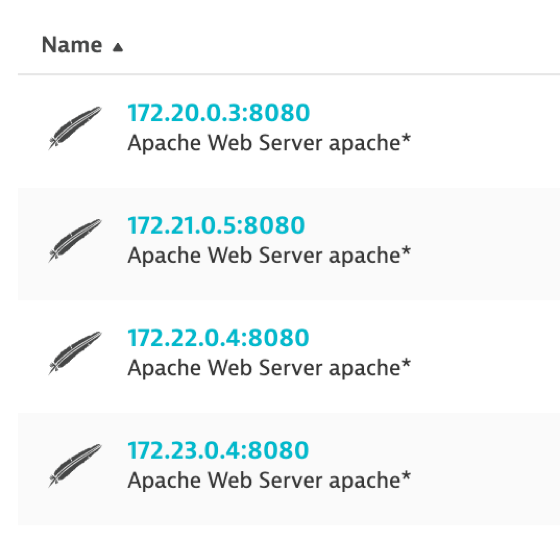 Name ▲
172.20.0.3:8080
Apache Web Server apache*
172.21.0.5:8080
Apache Web Server apache*
172.22.0.4:8080
Apache Web Server apache*
172.23.0.4:8080
Apache Web Server apache*